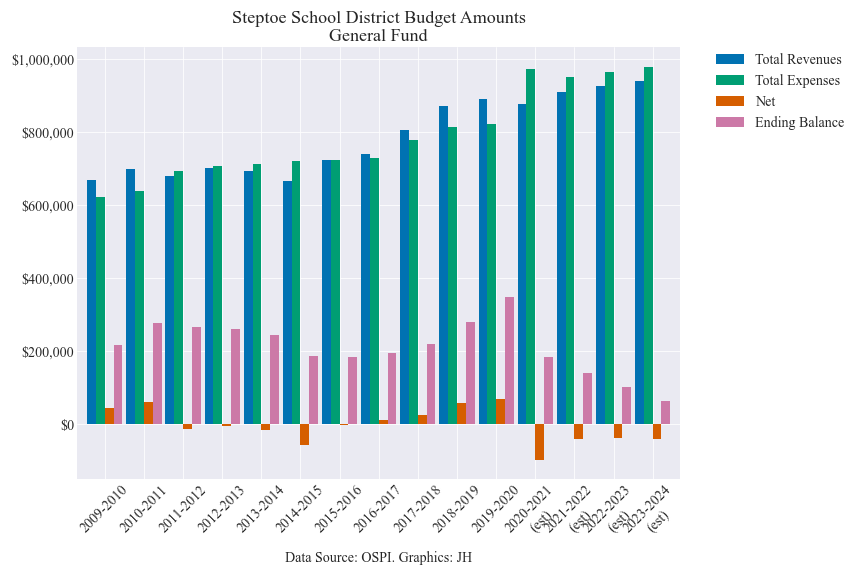 Steptoe School District Budget Amounts
General Fund
$1,000,000
$800,000
$600,000
$400,000
$200,000
$0
Total Revenues
Total Expenses
Net
Ending Balance
2009-2010
2010-2011
2011-2012
2012-2013
2013-2014
2014-2015
2015-2016
2016-2017
2017-2018
2018-2019
2019-2020
2020-2021
(est)
2021-2022
(est)
2022-2023
(est)
2023-2024
(est)
Data Source: OSPI. Graphics: JH